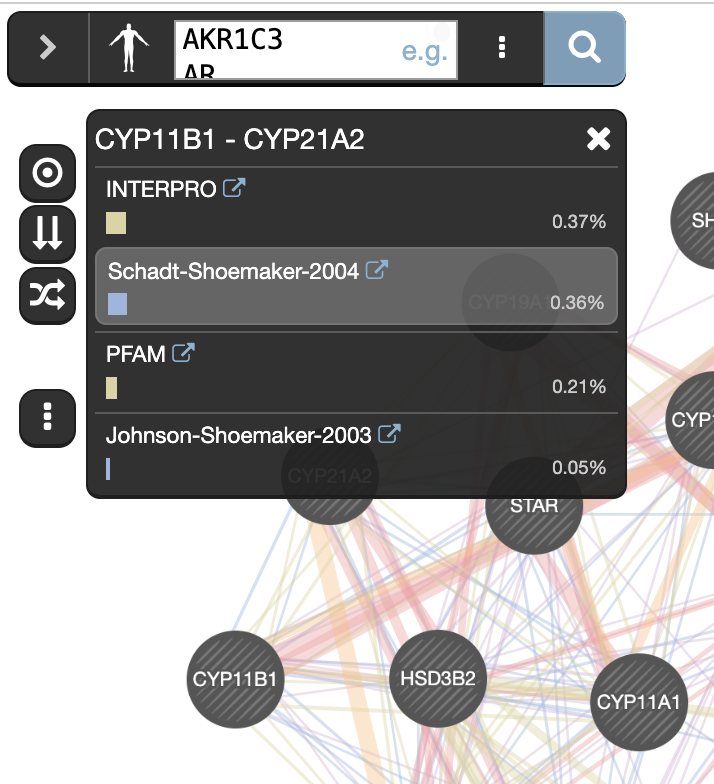 AKR1C3
AR
e.g.
CYP11B1 - CYP21A2
INTERPRO
0.37%
Schadt-Shoemaker-2004
CYP19A1
0.36%
PFAM
0.21%
Johnson-Shoemaker-2003
0.05%
CYP21A2
SH
CYP
STAR
CYP11B1
HSD3B2
CYP11A1